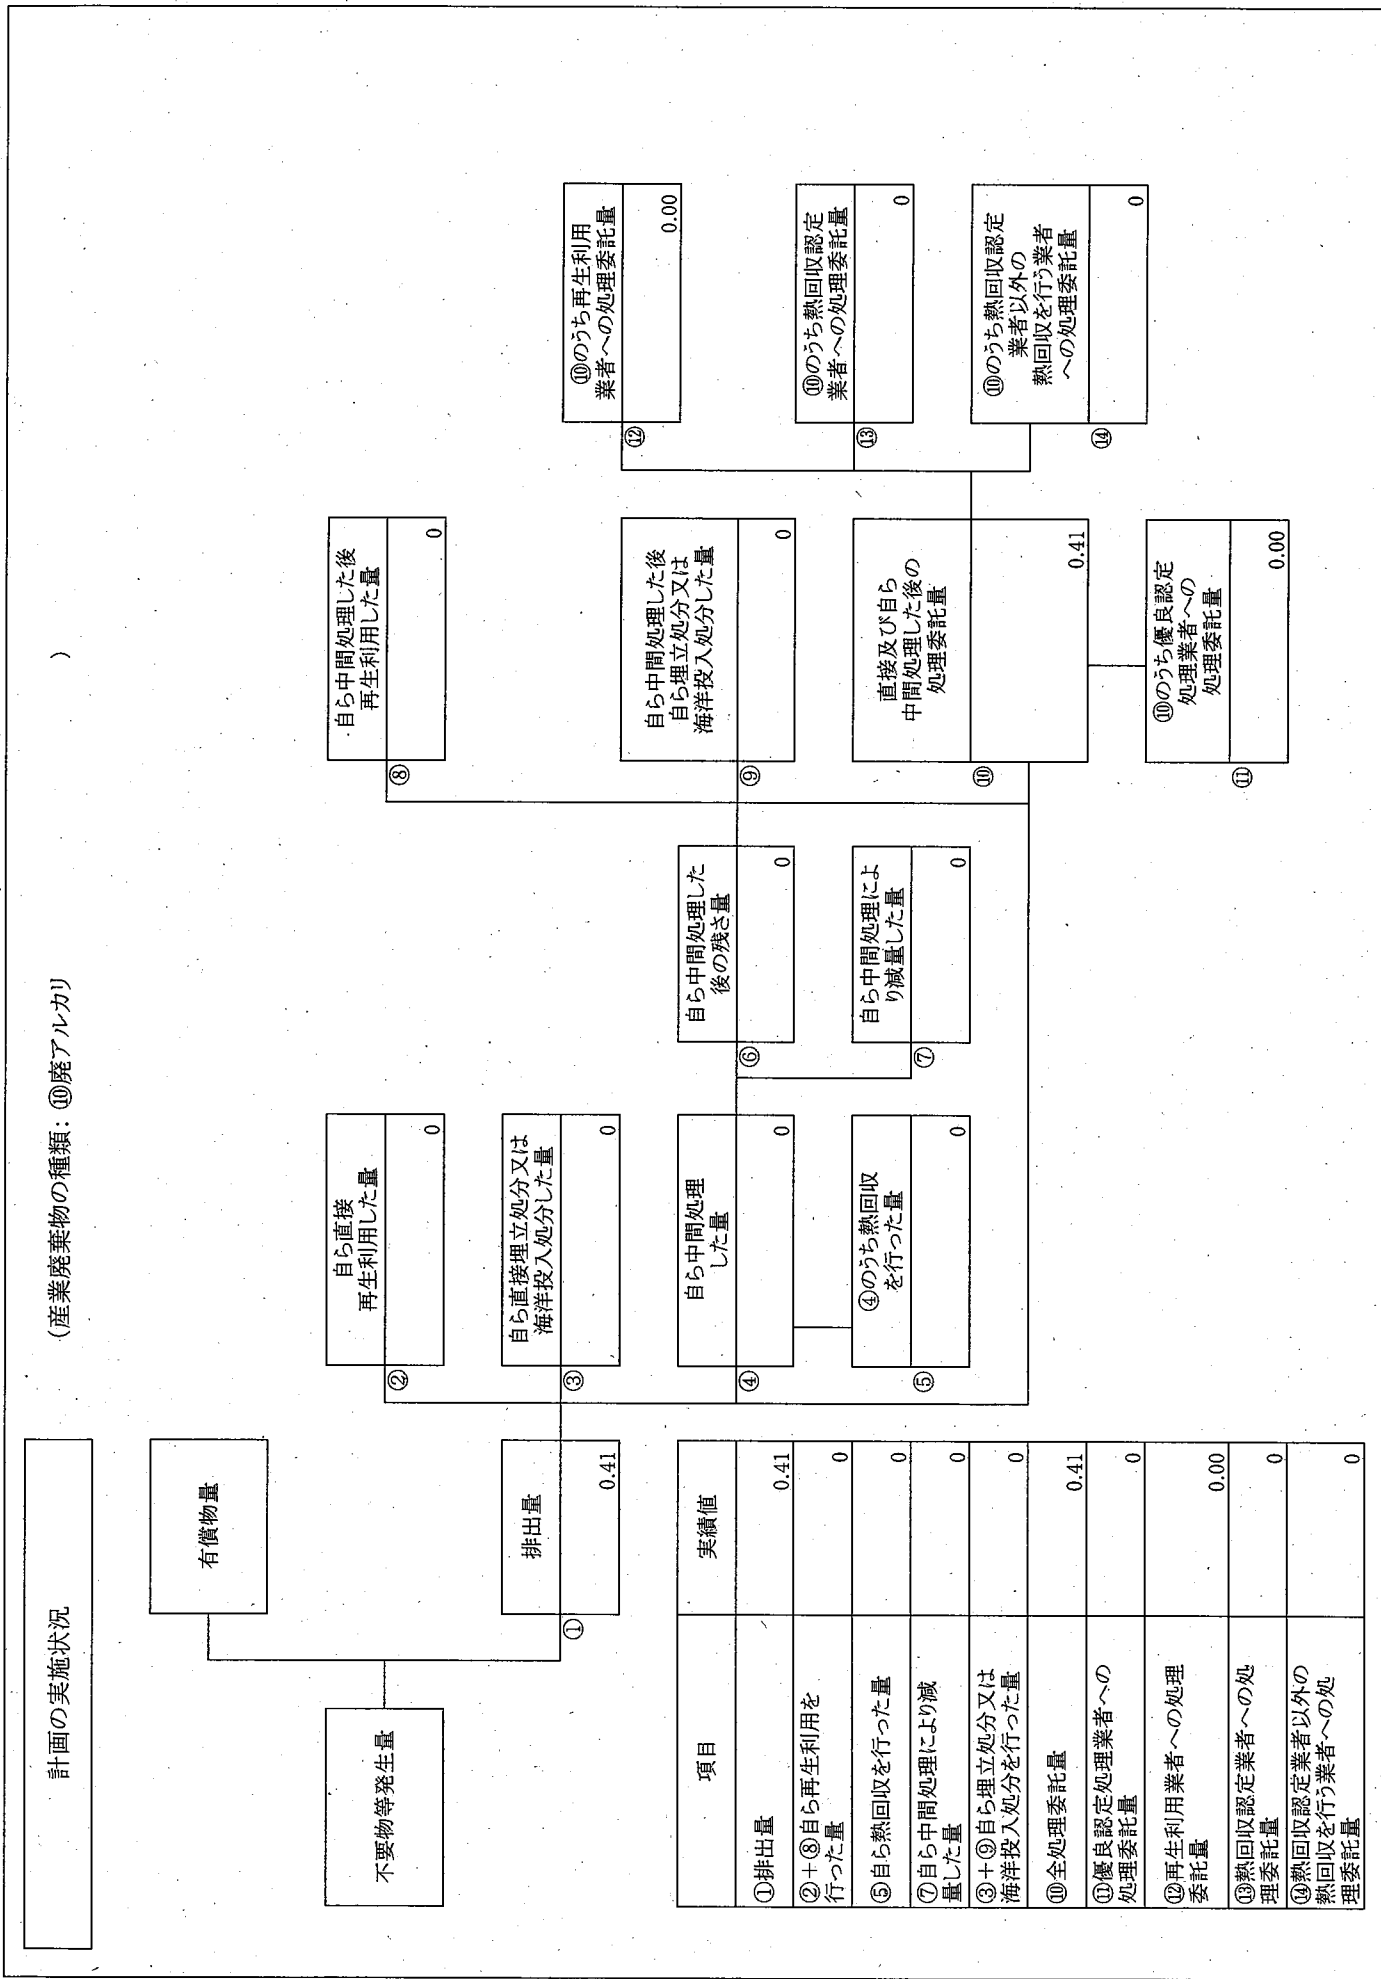 計画の実施状況
(産業廃棄物の種類：⑩廃アルカリ　　　　　)
不要物等発生量
有償物量
排出量
①
0.41
自ら直接
再生利用した量
②
0
自ら直接埋立処分又は
海洋投入処分した量
③
0
自ら中間処理
した量
④
0
④のうち熱回収
を行った量
⑤
0
自ら中間処理した
後の残さ量
⑥
0
自ら中間処理によ
り減量した量
⑦
0
自ら中間処理した後
再生利用した量
⑧
0
自ら中間処理した後
自ら埋立処分又は
海洋投入処分した量
⑨
0
直接及び自ら
中間処理した後の
処理委託量
⑩
0.41
⑩のうち優良認定
処理業者への
処理委託量
⑪
0.00
⑩のうち再生利用
業者への処理委託量
⑫
0.00
⑩のうち熱回収認定
業者への処理委託量
⑬
0
⑩のうち熱回収認定
業者以外の
熱回収を行う業者
への処理委託量
⑭
0
項目　実績値
①排出量　0.41
②＋⑧自ら再生利用を
行った量　0
⑤自ら熱回収を行った量　0
⑦自ら中間処理により減
量した量　0
③＋⑨自ら埋立処分又は
海洋投入処分を行った量　0
⑩全処理委託量　0.41
⑪優良認定処理業者への
処理委託量　0
⑫再生利用業者への処理
委託量　0.00
⑬熱回収認定業者への処
理委託量　0
⑭熱回収認定業者以外の
熱回収を行う業者への処
理委託量　0